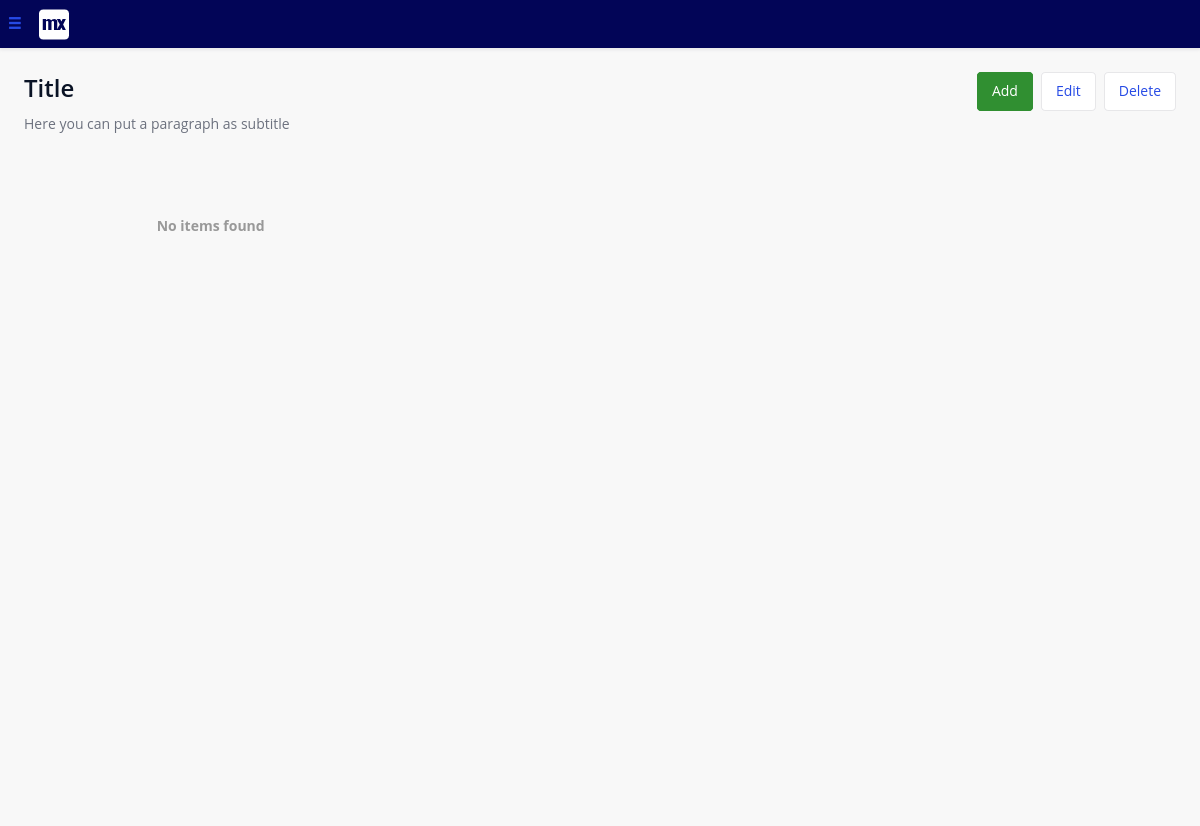 mx
Title
Add Edit Delete
Here you can put a paragraph as subtitle
No items found